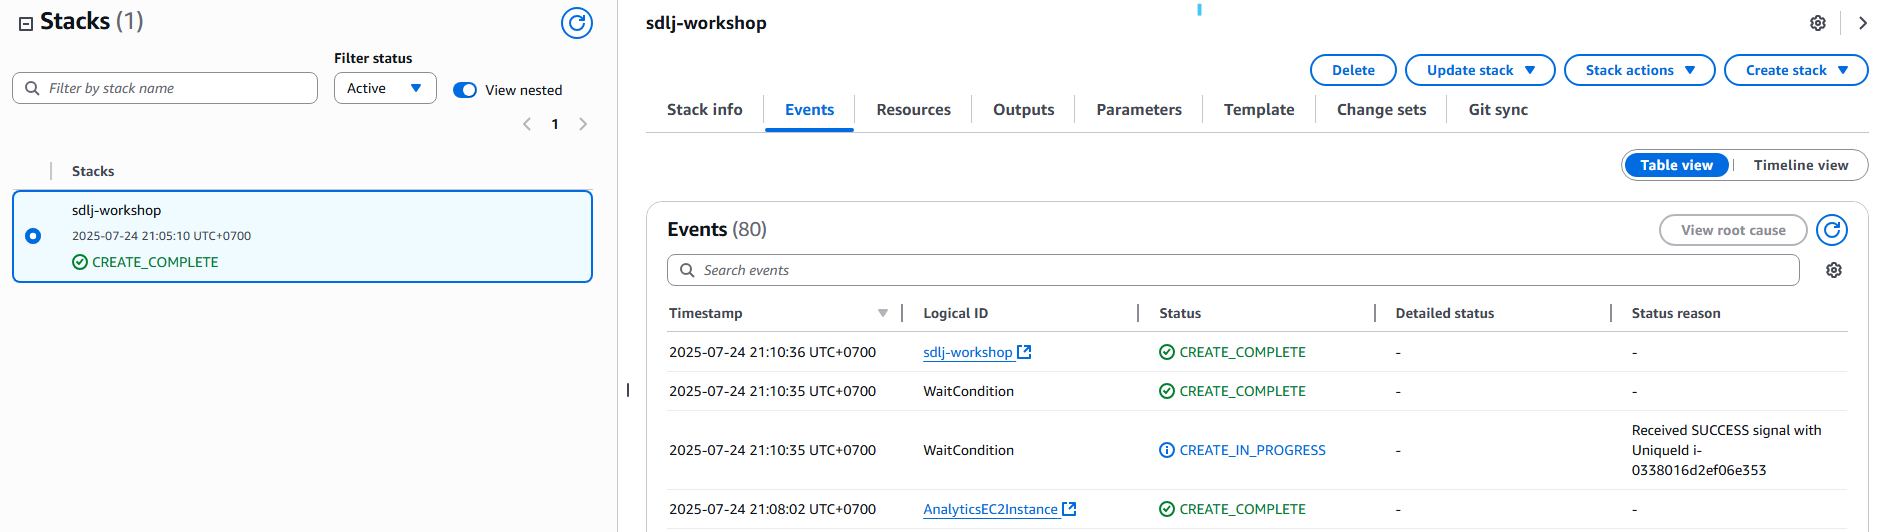 Stacks (1)
Filter status
Filter by stack name
Active
View nested
1
Stacks
sdlj-workshop
2025-07-24 21:05:10 UTC+0700
CREATE_COMPLETE
sdlj-workshop
Delete
Update stack
Stack actions
Create stack
Stack info
Events
Resources
Outputs
Parameters
Template
Change sets
Git sync
Table view
Timeline view
Events (80)
View root cause
Search events
Timestamp
Logical ID
Status
Detailed status
Status reason
2025-07-24 21:10:36 UTC+0700
sdlj-workshop
CREATE_COMPLETE
-
-
2025-07-24 21:10:35 UTC+0700
WaitCondition
CREATE_COMPLETE
-
-
2025-07-24 21:10:35 UTC+0700
WaitCondition
CREATE_IN_PROGRESS
-
Received SUCCESS signal with
UniqueId i-
0338016d2ef06e353
2025-07-24 21:08:02 UTC+0700
AnalyticsEC2Instance
CREATE_COMPLETE
-
-